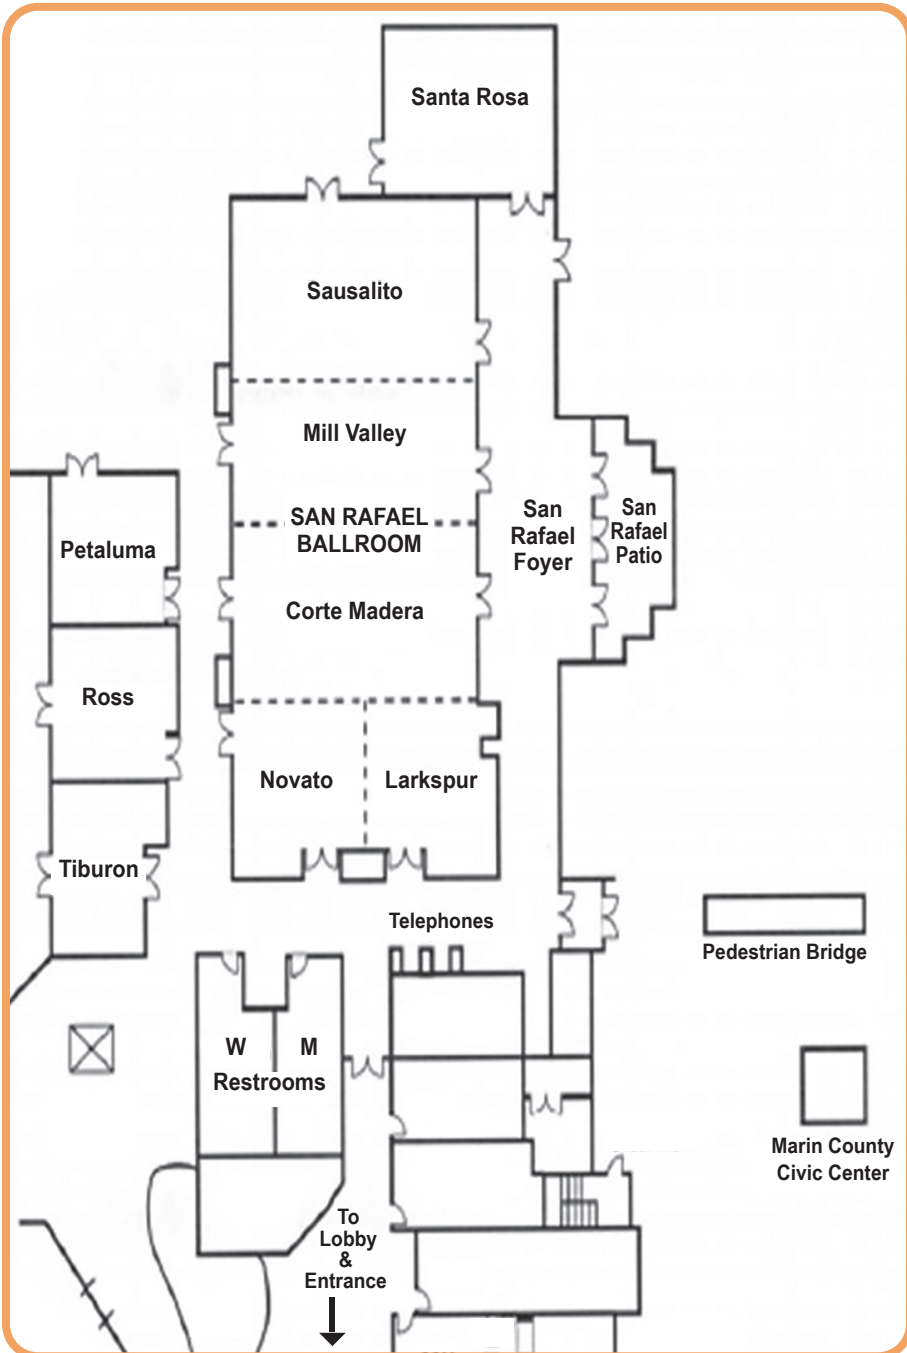 Santa Rosa
Sausalito
Mill Valley
SAN RAFAEL
BALLROOM
San
Rafael
Foyer
San
Rafael
Patio
Petaluma
Corte Madera
Ross
Novato
Larkspur
Tiburon
Telephones
Pedestrian Bridge
W
M
Restrooms
Marin County
Civic Center
To
Lobby
&
Entrance